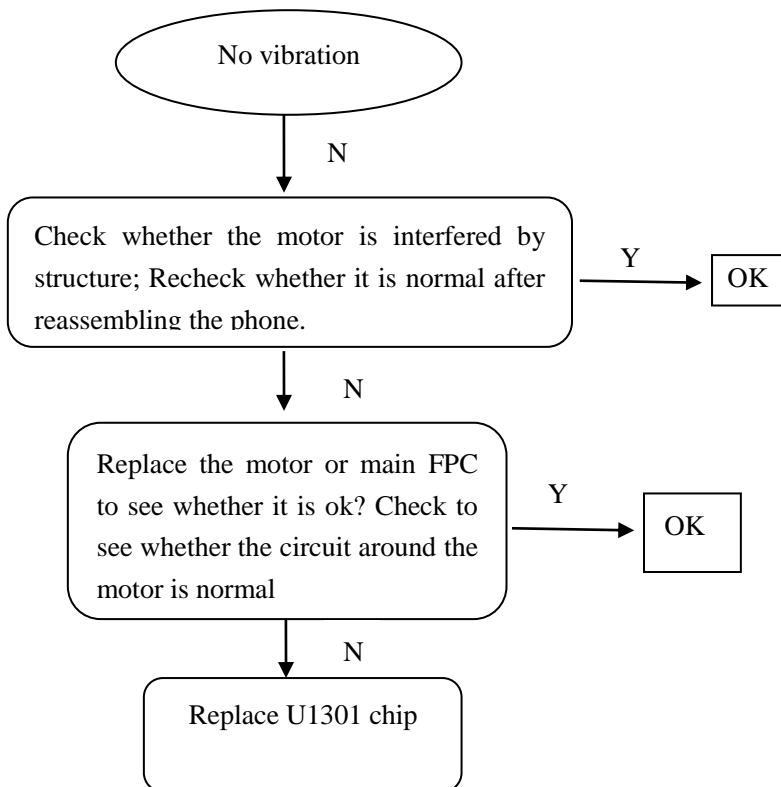 No vibration
N
Check whether the motor is interfered by
structure; Recheck whether it is normal after
reassembling the phone.
Y
OK
N
Replace the motor or main FPC
to see whether it is ok? Check to
see whether the circuit around the
motor is normal
Y
OK
N
Replace U1301 chip